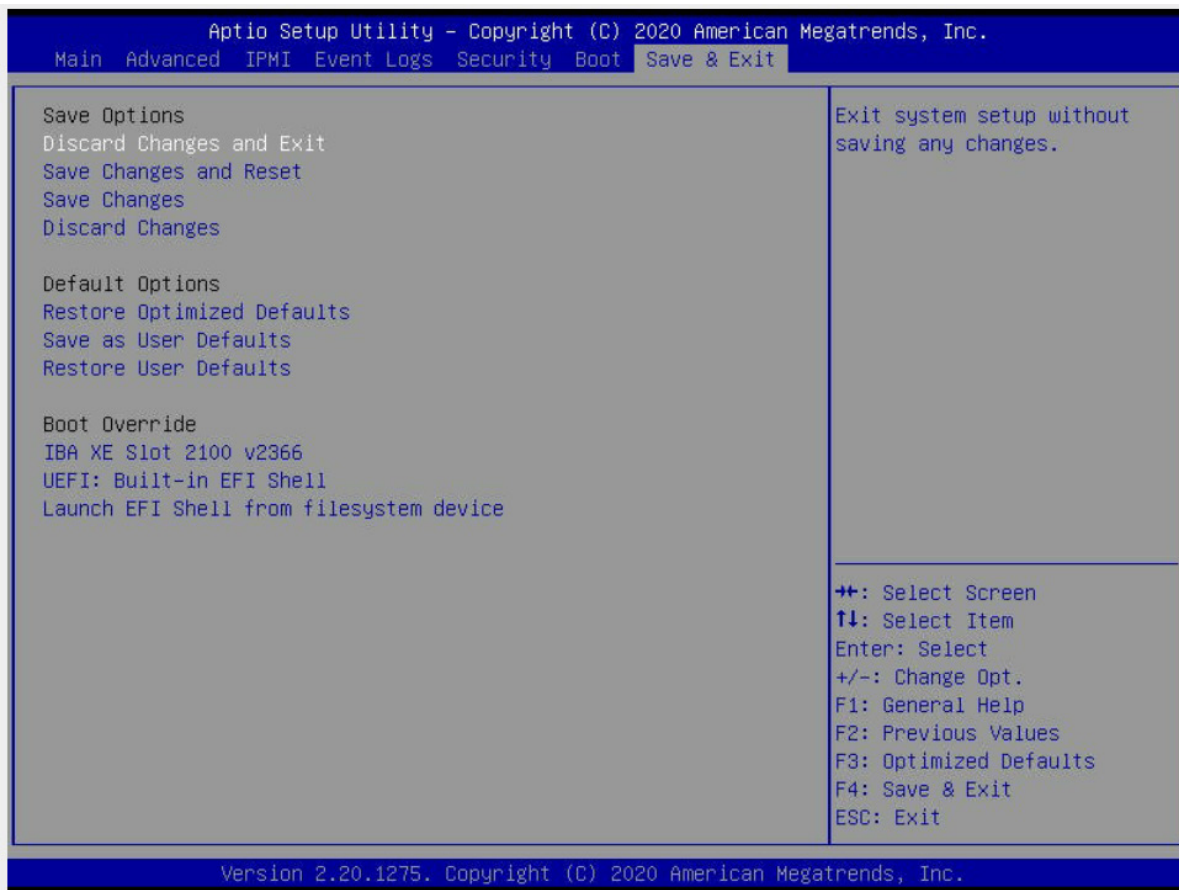 Aptio Setup Utility - Copyright (C) 2020 American Megatrends, Inc.
Main Advanced IPMI Event Logs Security Boot Save & Exit
Save Options
Discard Changes and Exit
Save Changes and Reset
Save Changes
Discard Changes
Default Options
Restore Optimized Defaults
Save as User Defaults
Restore User Defaults
Boot Override
IBA XE Slot 2100 v2366
UEFI: Built-in EFI Shell
Launch EFI Shell from filesystem device
Exit system setup without
saving any changes.
→←: Select Screen
↑↓: Select Item
Enter: Select
+/-: Change Opt.
F1: General Help
F2: Previous Values
F3: Optimized Defaults
F4: Save & Exit
ESC: Exit
Version 2.20.1275. Copyright (C) 2020 American Megatrends, Inc.